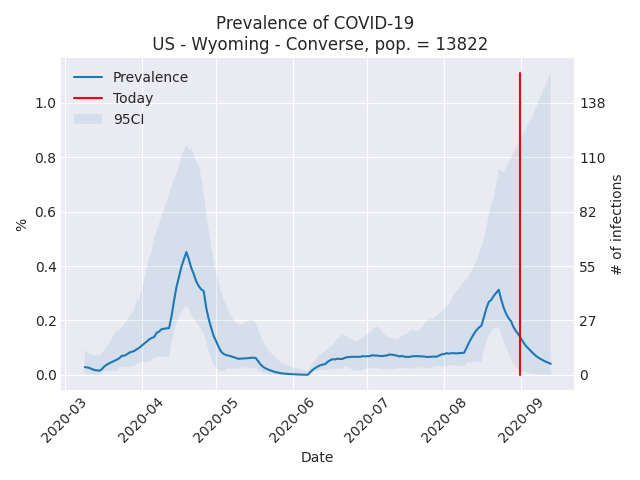 Prevalence of COVID-19
US - Wyoming - Converse, pop. = 13822
Prevalence
Today
95CI
1.0
0.8
0.6
0.4
0.2
0.0
%
138
110
82
55
27
0
# of infections
2020-03
2020-04
2020-05
2020-06
2020-07
2020-08
2020-09
Date